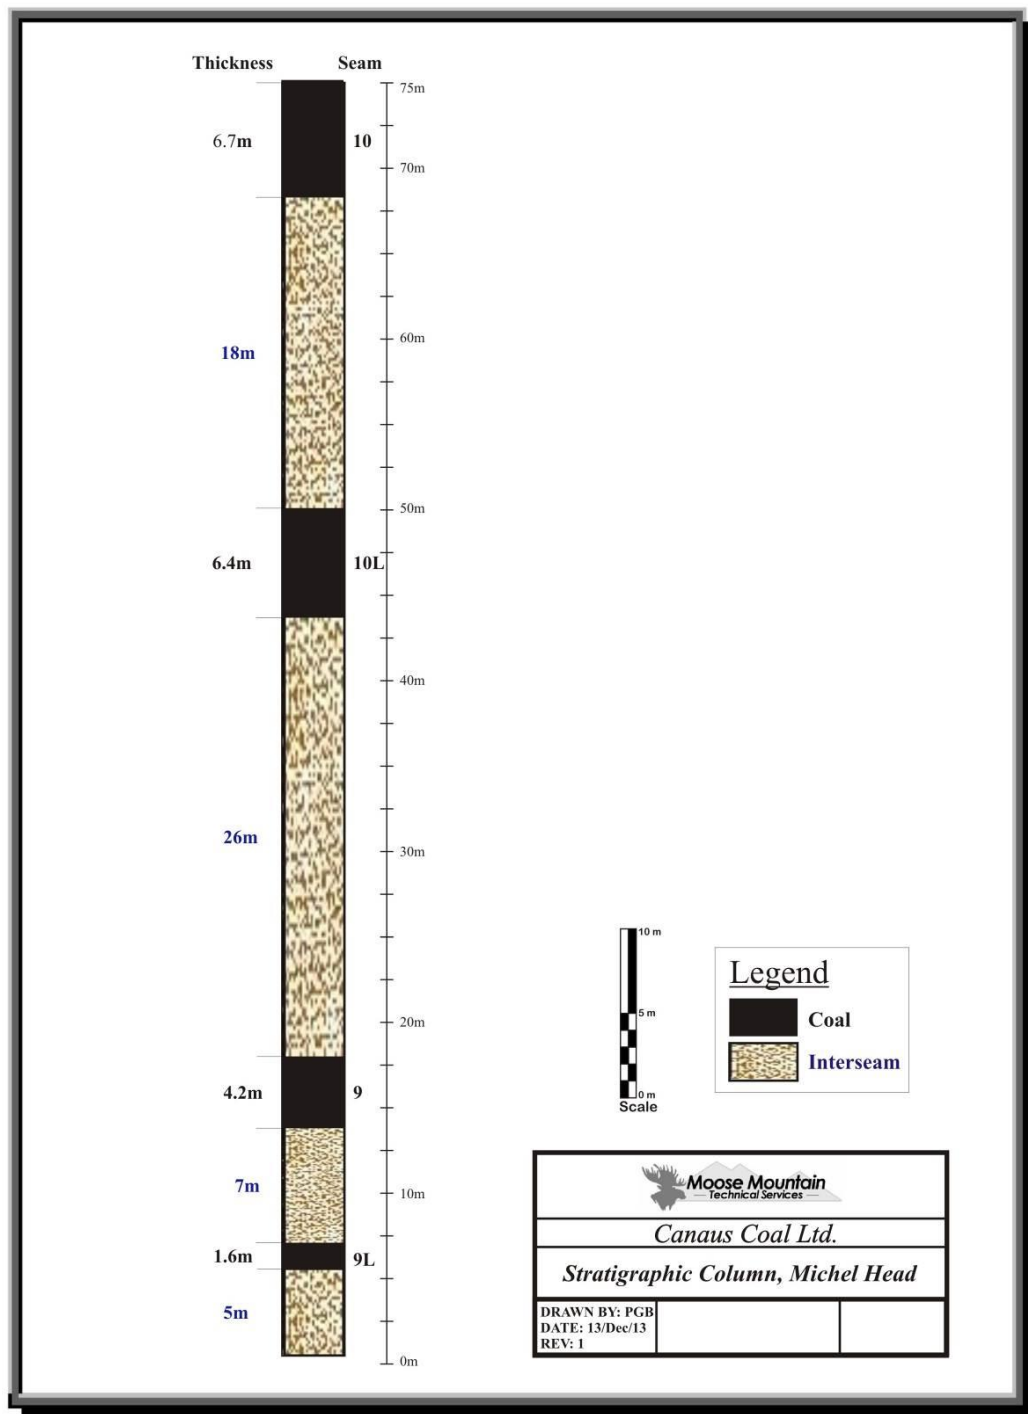 Thickness Seam
75m
6.7m 10
70m
60m
18m
50m
6.4m 10L
40m
26m
30m
20m
4.2m 9
7m
10m
1.6m 9L
5m
0m
10 m
5 m
0 m
Scale
Legend
Coal
Interseam
Moose Mountain
Technical Services
Canaus Coal Ltd.
Stratigraphic Column, Michel Head
DRAWN BY: PGB
DATE: 13/Dec/13
REV: 1